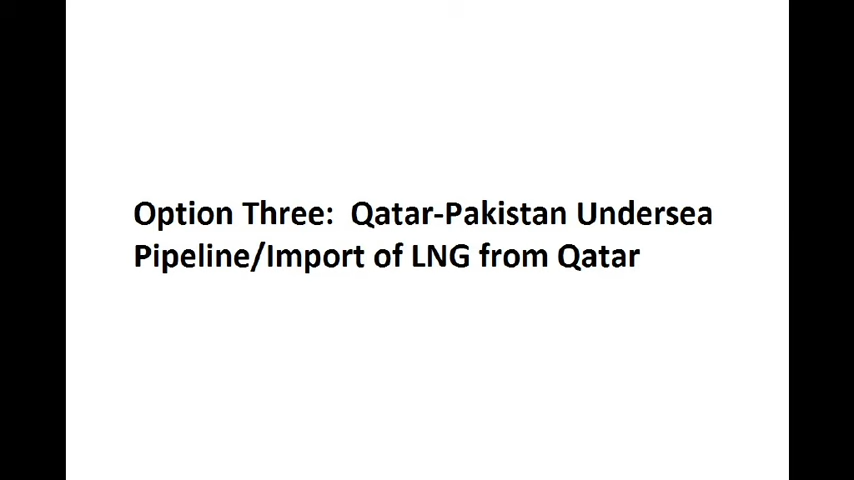 Option Three:  Qatar-Pakistan Undersea
Pipeline/Import of LNG from Qatar